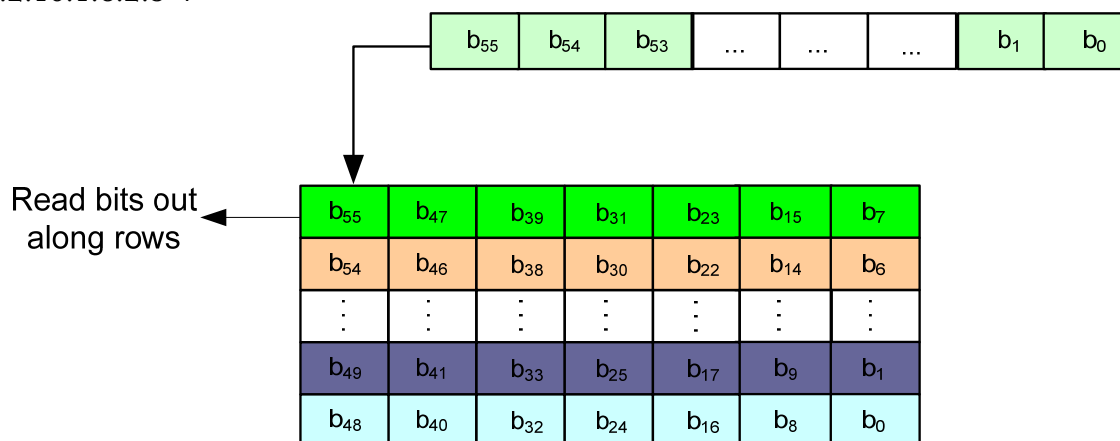 b55 b54 b53 ... ... ... b1 b0
Read bits out
along rows
b55 b47 b39 b31 b23 b15 b7
b54 b46 b38 b30 b22 b14 b6
⋮ ⋮ ⋮ ⋮ ⋮ ⋮ ⋮
b49 b41 b33 b25 b17 b9 b1
b48 b40 b32 b24 b16 b8 b0